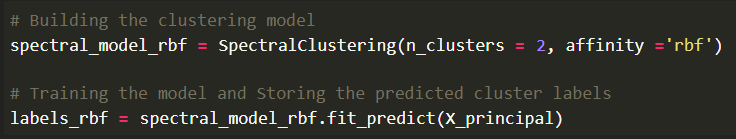 # Building the clustering model
spectral_model_rbf = SpectralClustering(n_clusters = 2, affinity ='rbf')
# Training the model and Storing the predicted cluster labels
labels_rbf = spectral_model_rbf.fit_predict(X_principal)